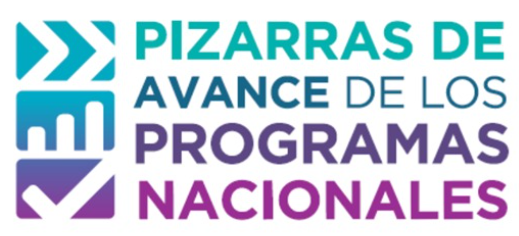 PIZARRAS DE
AVANCE DE LOS
PROGRAMAS
NACIONALES